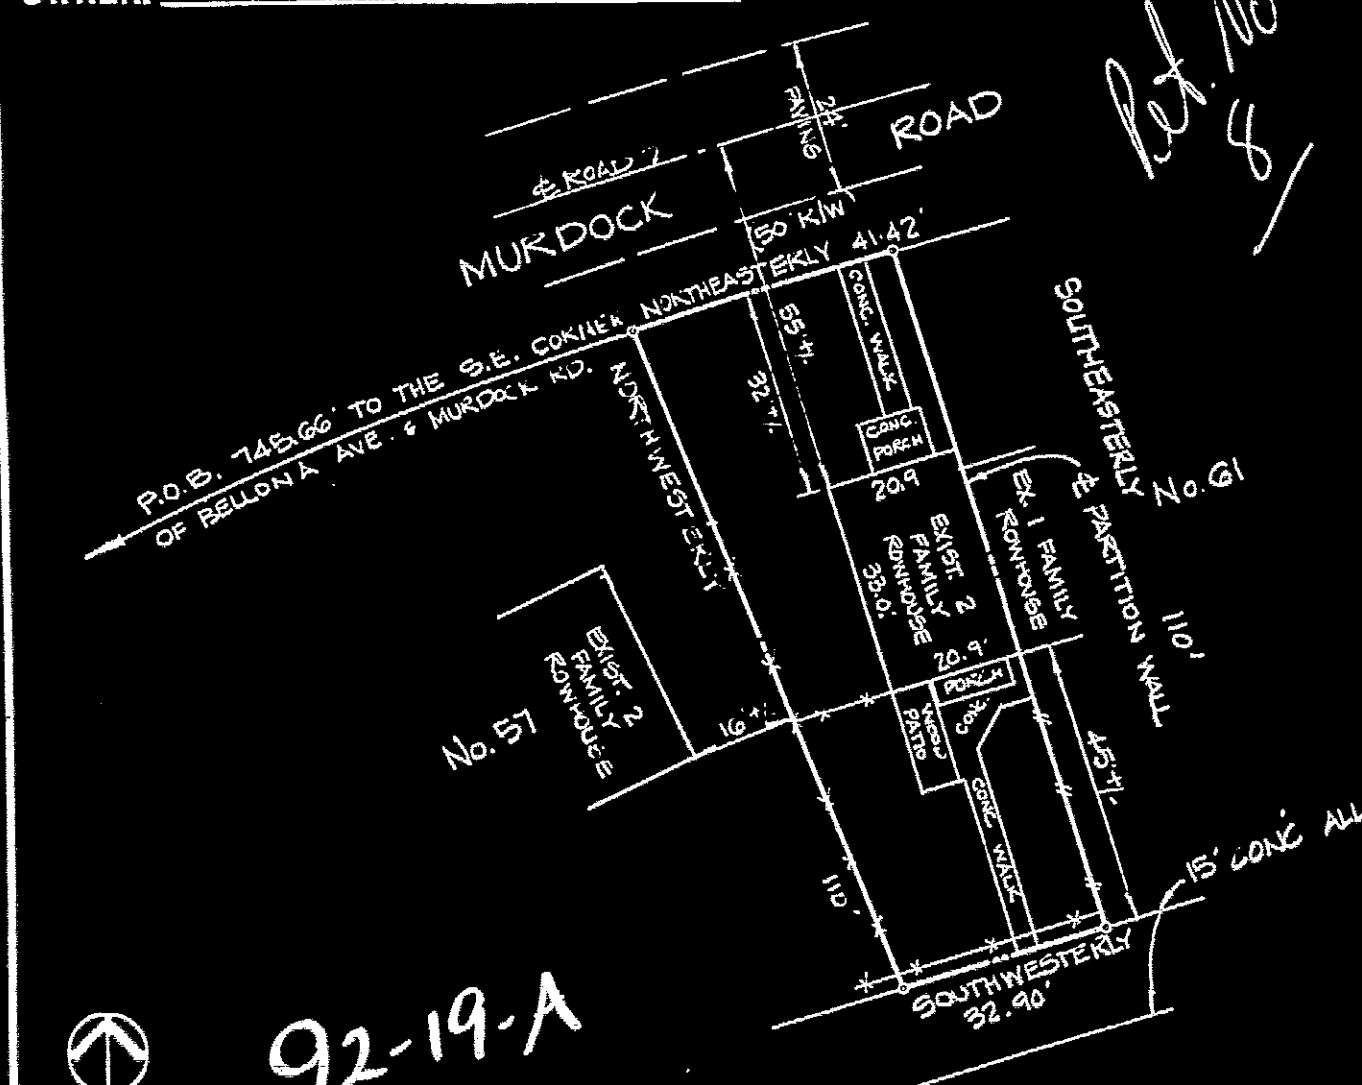 Pet. No
8
24'
PAVING
ROAD
℄ ROAD
MURDOCK
50' R/W
NORTHEASTERLY 41.42'
P.O.B. 745.66' TO THE S.E. CORNER
OF BELLONA AVE. & MURDOCK RD.
NORTHWESTERLY
110'
32'+/-
55'+/-
CONC. WALK
CONC.
PORCH
20.9
SOUTHEASTERLY
110'
No. 61
℄ PARTITION WALL
EX. 1 FAMILY
ROWHOUSE
EXIST. 2
FAMILY
ROWHOUSE
33.0'
20.9'
PORCH
CONC.
WOOD
PATIO
CONC. WALK
45'+/-
EXIST. 2
FAMILY
ROWHOUSE
No. 57
16'+/-
15' CONC ALL
SOUTHWESTERLY
32.90'
92-19-A